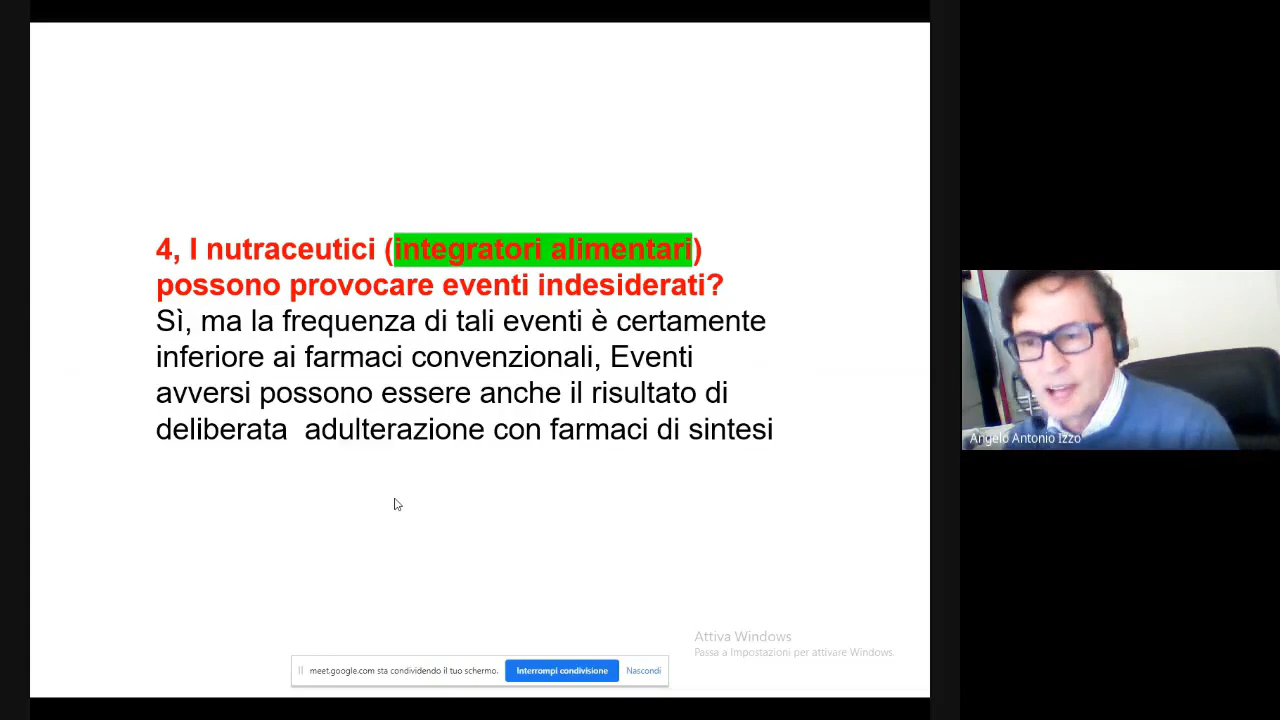 4, I nutraceutici (integratori alimentari)
possono provocare eventi indesiderati?
Sì, ma la frequenza di tali eventi è certamente
inferiore ai farmaci convenzionali, Eventi
avversi possono essere anche il risultato di
deliberata  adulterazione con farmaci di sintesi
Angelo Antonio Izzo
Attiva Windows
Passa a Impostazioni per attivare Windows.
meet.google.com sta condividendo il tuo schermo. Interrompi condivisione Nascondi